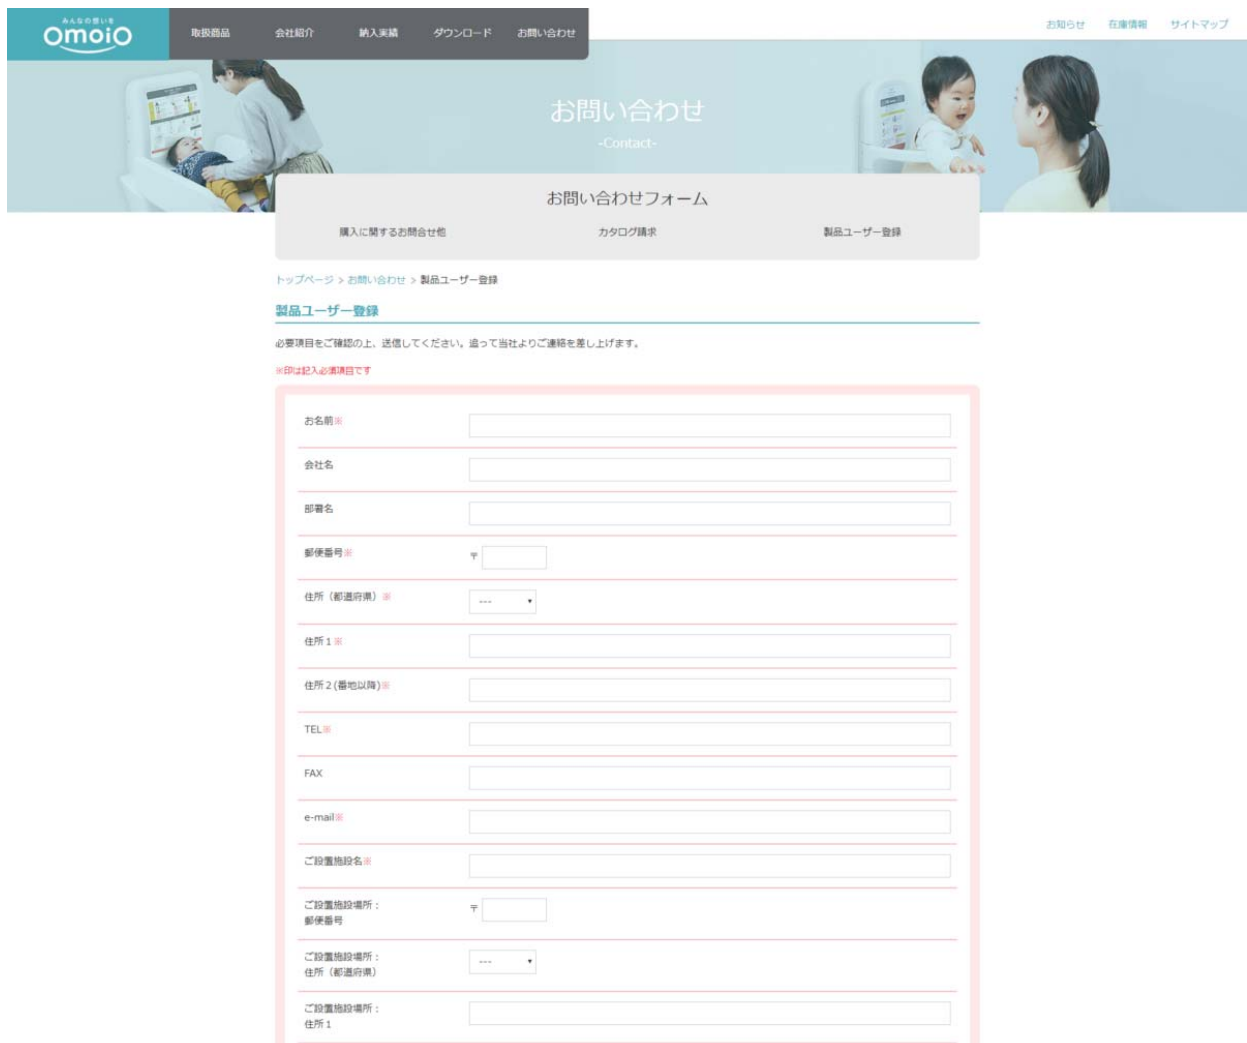 みんなの想いを
OmoiO
取扱商品 会社紹介 納入実績 ダウンロード お問い合わせ
お知らせ 在庫情報 サイトマップ
お問い合わせ
-Contact-
お問い合わせフォーム
購入に関するお問合せ他 カタログ請求 製品ユーザー登録
トップページ > お問い合わせ > 製品ユーザー登録
製品ユーザー登録
必要項目をご確認の上、送信してください。追って当社よりご連絡を差し上げます。
※印は記入必須項目です
お名前※
会社名
部署名
郵便番号※ 〒
住所（都道府県）※ ---
住所１※
住所２(番地以降)※
TEL※
FAX
e-mail※
ご設置施設名※
ご設置施設場所：
郵便番号 〒
ご設置施設場所：
住所（都道府県） ---
ご設置施設場所：
住所１